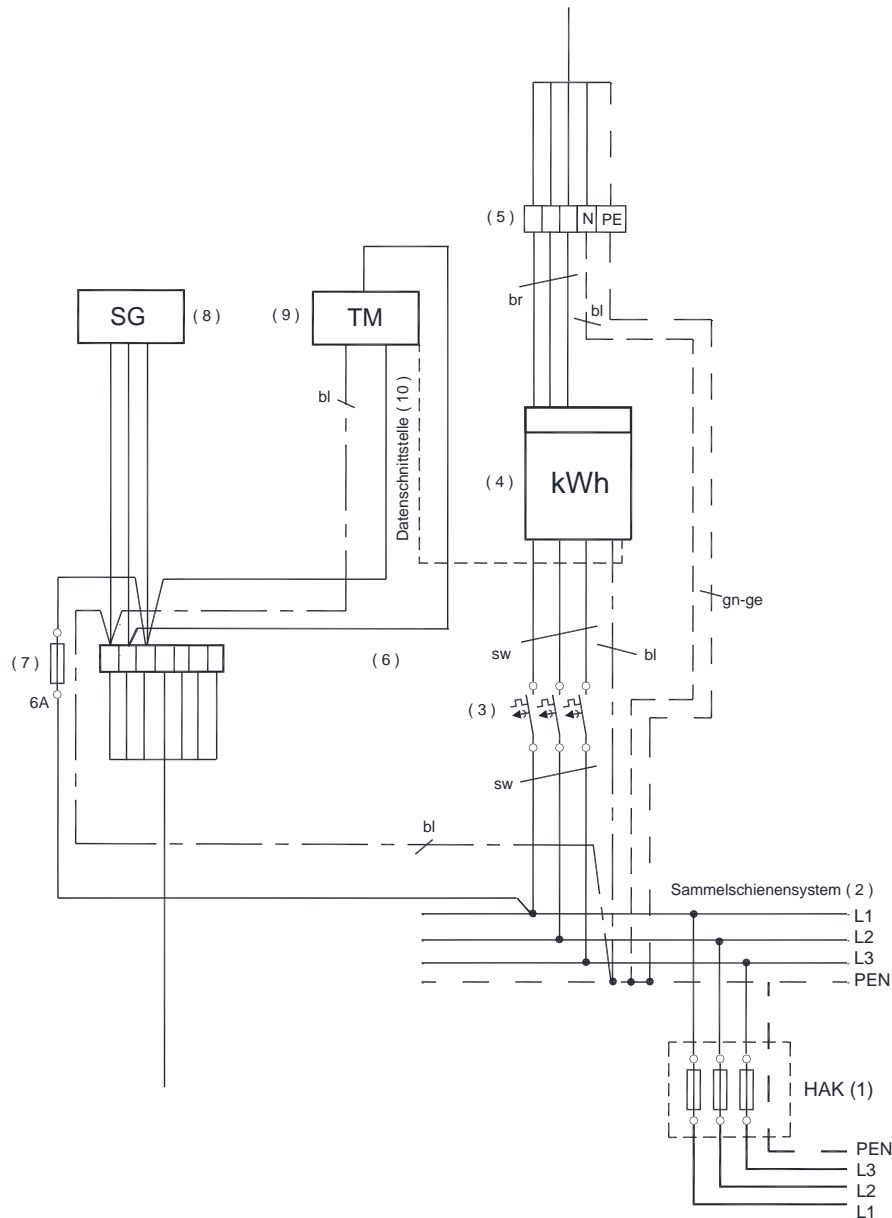 ( 5 )
N
PE
br
bl
SG
( 8 )
( 9 )
TM
bl
Datenschnittstelle ( 10 )
( 4 )
kWh
gn-ge
sw
bl
( 7 )
6A
( 6 )
( 3 )
sw
bl
Sammelschienensystem ( 2 )
L1
L2
L3
PEN
HAK (1)
PEN
L3
L2
L1